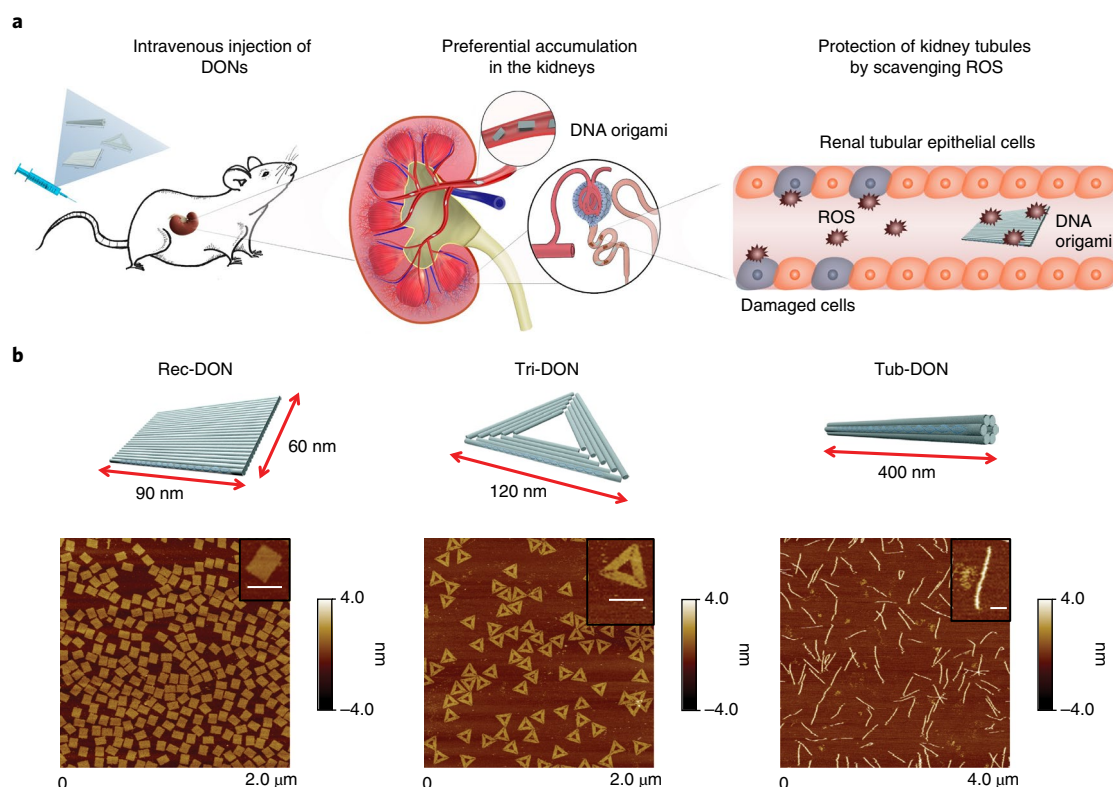 a
Intravenous injection of
DONs
Preferential accumulation
in the kidneys
Protection of kidney tubules
by scavenging ROS
DNA origami
Renal tubular epithelial cells
ROS
DNA
origami
Damaged cells
b
Rec-DON
Tri-DON
Tub-DON
60 nm
90 nm
120 nm
400 nm
4.0
nm
–4.0
0
2.0 μm
4.0
nm
–4.0
0
2.0 μm
4.0
nm
–4.0
0
4.0 μm